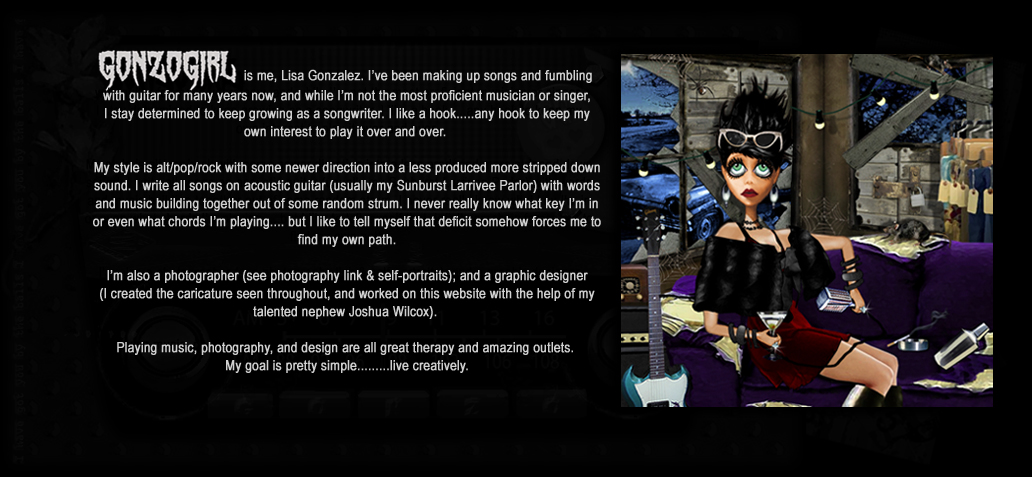 GONZOGIRL is me, Lisa Gonzalez. I've been making up songs and fumbling
with guitar for many years now, and while I'm not the most proficient musician or singer,
I stay determined to keep growing as a songwriter. I like a hook.....any hook to keep my
own interest to play it over and over.
My style is alt/pop/rock with some newer direction into a less produced more stripped down
sound. I write all songs on acoustic guitar (usually my Sunburst Larrivee Parlor) with words
and music building together out of some random strum. I never really know what key I'm in
or even what chords I'm playing.... but I like to tell myself that deficit somehow forces me to
find my own path.
I'm also a photographer (see photography link & self-portraits); and a graphic designer
(I created the caricature seen throughout, and worked on this website with the help of my
talented nephew Joshua Wilcox).
Playing music, photography, and design are all great therapy and amazing outlets.
My goal is pretty simple.........live creatively.